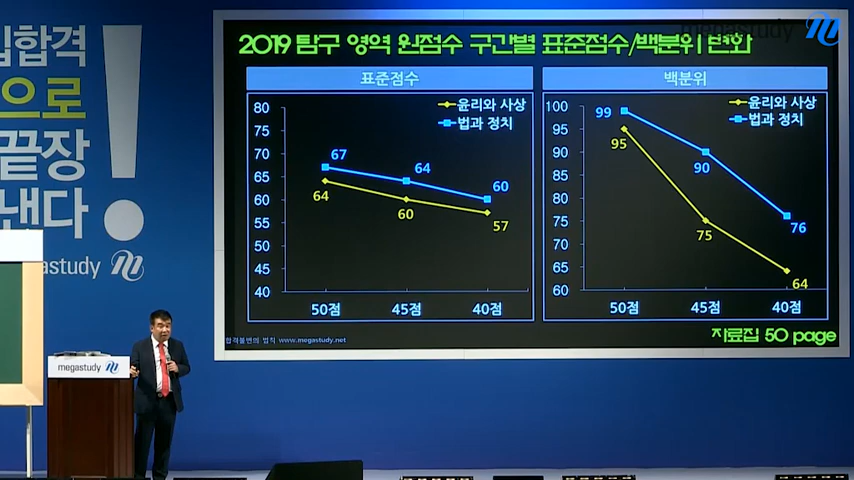 합격
으로
끝장
낸다
!
megastudy
2019 탐구 영역 원점수 구간별 표준점수/백분위 변화
표준점수
백분위
80
75
70
65
60
55
50
45
40
윤리와 사상
법과 정치
67
64
60
64
60
57
50점
45점
40점
100
95
90
85
80
75
70
65
60
윤리와 사상
법과 정치
99
95
90
75
76
64
50점
45점
40점
합격불변의 법칙 www.megastudy.net
자료집 50 page
megastudy